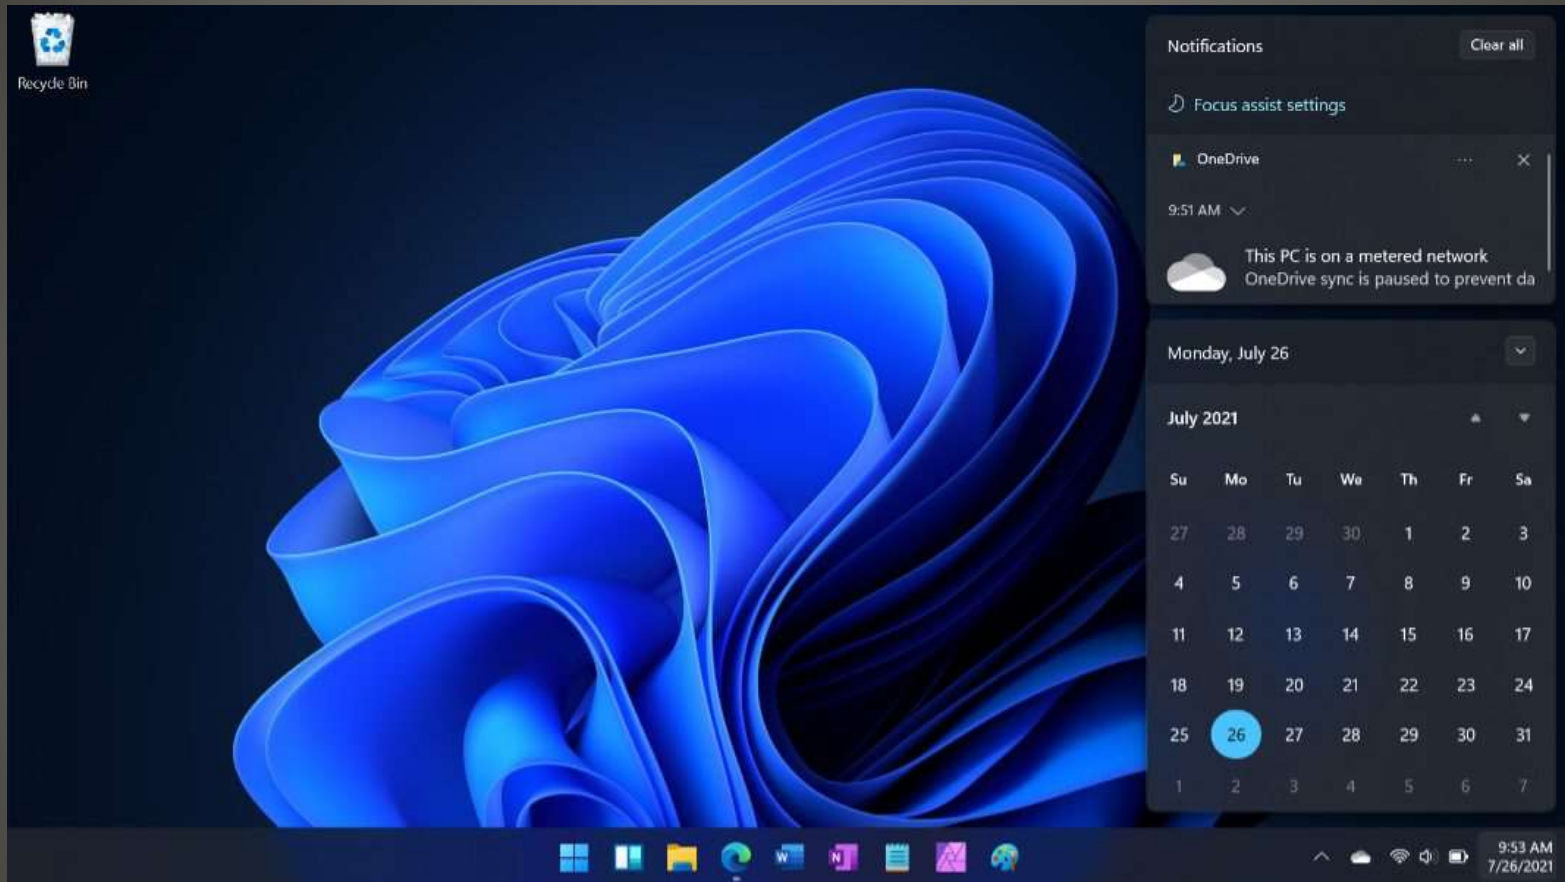 Recycle Bin
Notifications
Clear all
Focus assist settings
OneDrive
9:51 AM
This PC is on a metered network
OneDrive sync is paused to prevent da
Monday, July 26
July 2021
Su Mo Tu We Th Fr Sa
27 28 29 30 1 2 3
4 5 6 7 8 9 10
11 12 13 14 15 16 17
18 19 20 21 22 23 24
25 26 27 28 29 30 31
1 2 3 4 5 6 7
W
N
9:53 AM
7/26/2021